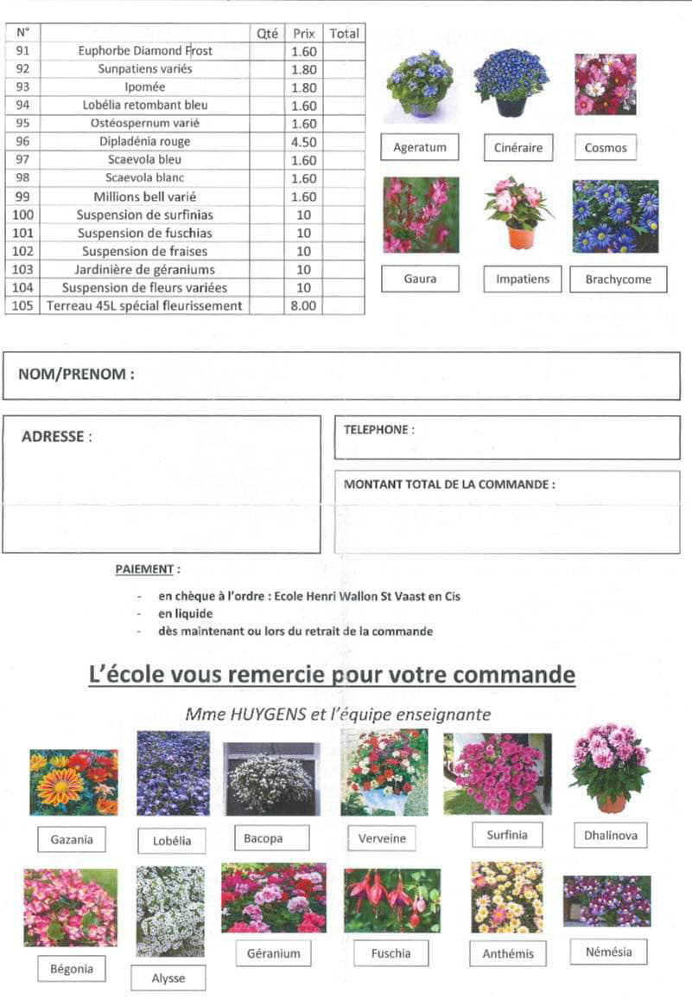 N° Qté Prix Total
91 Euphorbe Diamond Frost 1.60
92 Sunpatiens variés 1.80
93 Ipomée 1.80
94 Lobélia retombant bleu 1.60
95 Ostéospernum varié 1.60
96 Dipladénia rouge 4.50
97 Scaevola bleu 1.60
98 Scaevola blanc 1.60
99 Millions bell varié 1.60
100 Suspension de surfinias 10
101 Suspension de fuschias 10
102 Suspension de fraises 10
103 Jardinière de géraniums 10
104 Suspension de fleurs variées 10
105 Terreau 45L spécial fleurissement 8.00
Ageratum Cinéraire Cosmos
Gaura Impatiens Brachycome
NOM/PRENOM :
ADRESSE :
TELEPHONE :
MONTANT TOTAL DE LA COMMANDE :
PAIEMENT :
- en chèque à l'ordre : Ecole Henri Wallon St Vaast en Cis
- en liquide
- dès maintenant ou lors du retrait de la commande
L'école vous remercie pour votre commande
Mme HUYGENS et l'équipe enseignante
Gazania Lobélia Bacopa Verveine Surfinia Dhalinova
Bégonia Alysse Géranium Fuschia Anthémis Némésia